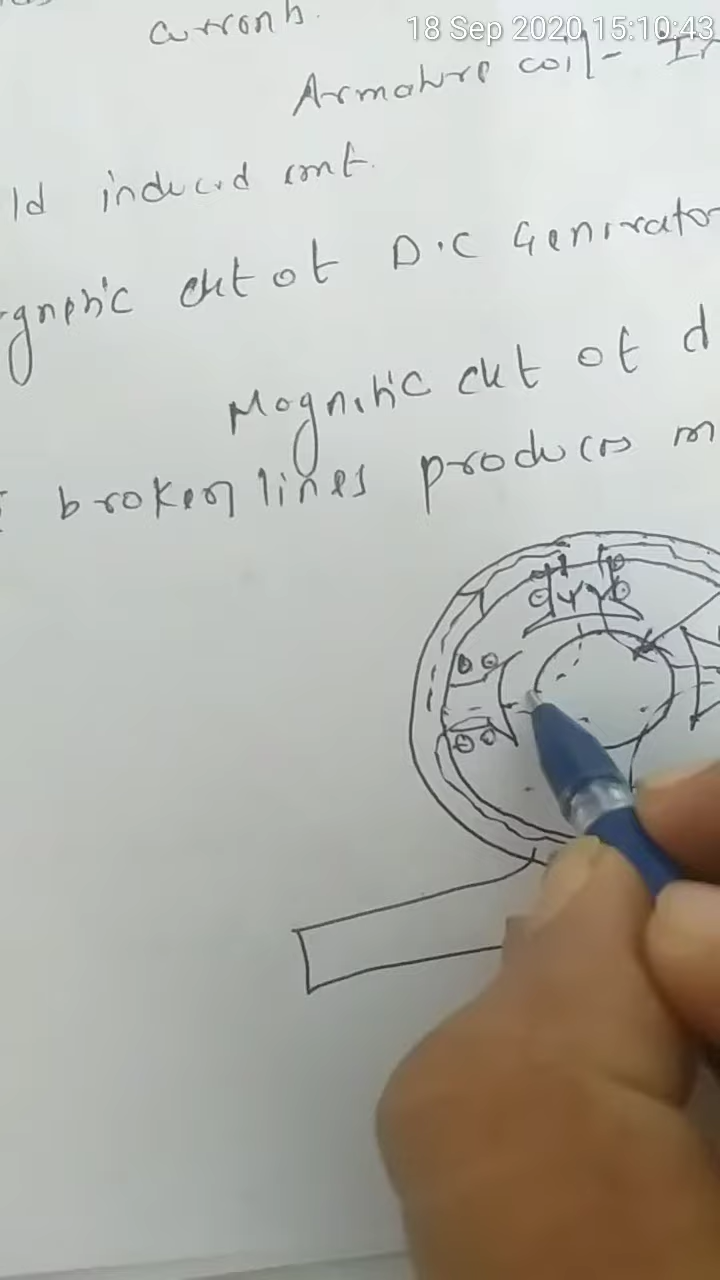 18 Sep 2020 15:10:43
current.
Armature coil -
ld induced emf.
gnetic ckt of D.C Generator
Magnetic ckt of d
broken lines produces m